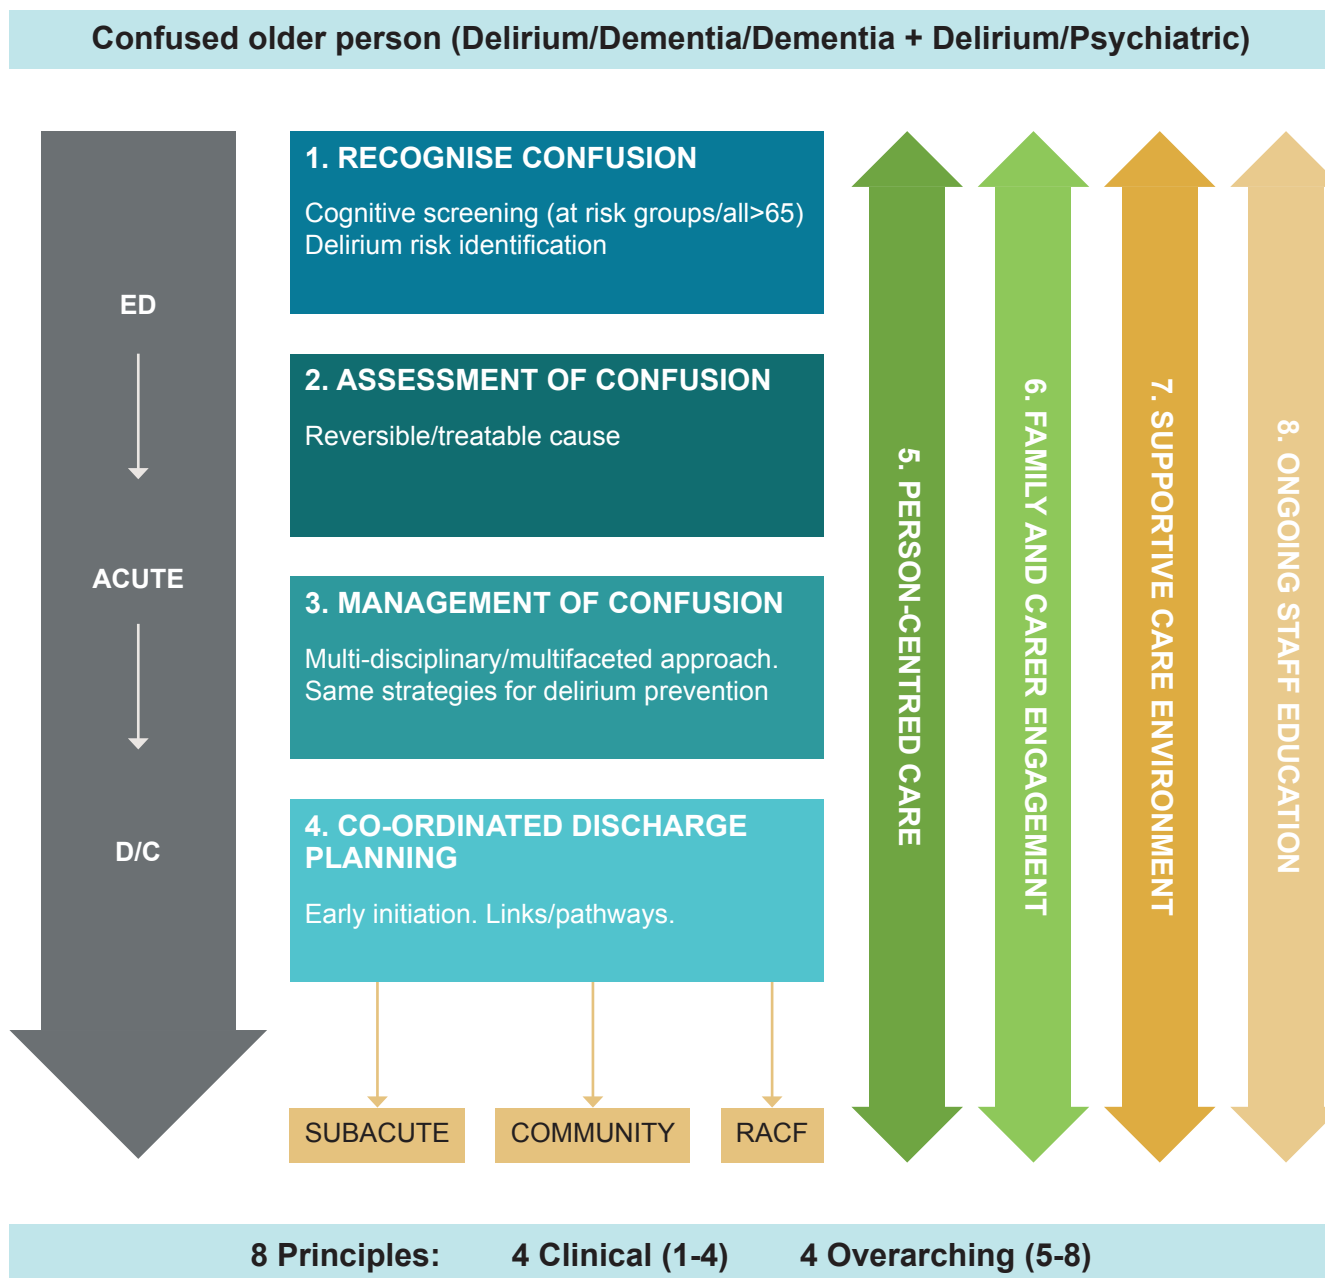 Confused older person (Delirium/Dementia/Dementia + Delirium/Psychiatric)
ED
ACUTE
D/C
1. RECOGNISE CONFUSION
Cognitive screening (at risk groups/all>65)
Delirium risk identification
2. ASSESSMENT OF CONFUSION
Reversible/treatable cause
3. MANAGEMENT OF CONFUSION
Multi-disciplinary/multifaceted approach.
Same strategies for delirium prevention
4. CO-ORDINATED DISCHARGE
PLANNING
Early initiation. Links/pathways.
SUBACUTE
COMMUNITY
RACF
5. PERSON-CENTRED CARE
6. FAMILY AND CARER ENGAGEMENT
7. SUPPORTIVE CARE ENVIRONMENT
8. ONGOING STAFF EDUCATION
8 Principles: 4 Clinical (1-4) 4 Overarching (5-8)